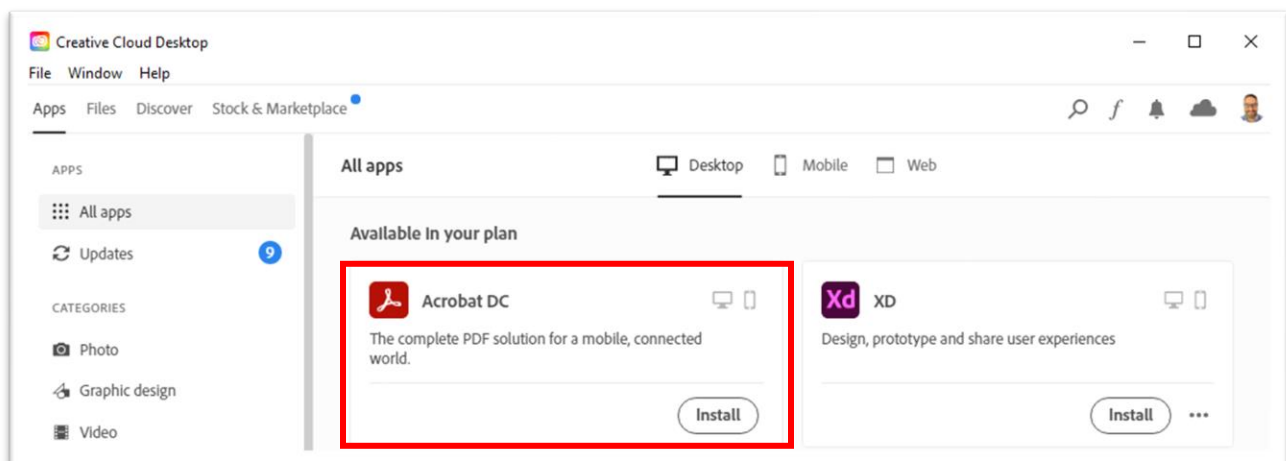 Creative Cloud Desktop
File Window Help
Apps Files Discover Stock & Marketplace f
APPS
All apps
Updates 9
CATEGORIES
Photo
Graphic design
Video
All apps Desktop Mobile Web
Available in your plan
Acrobat DC
The complete PDF solution for a mobile, connected
world.
Install
Xd XD
Design, prototype and share user experiences
Install